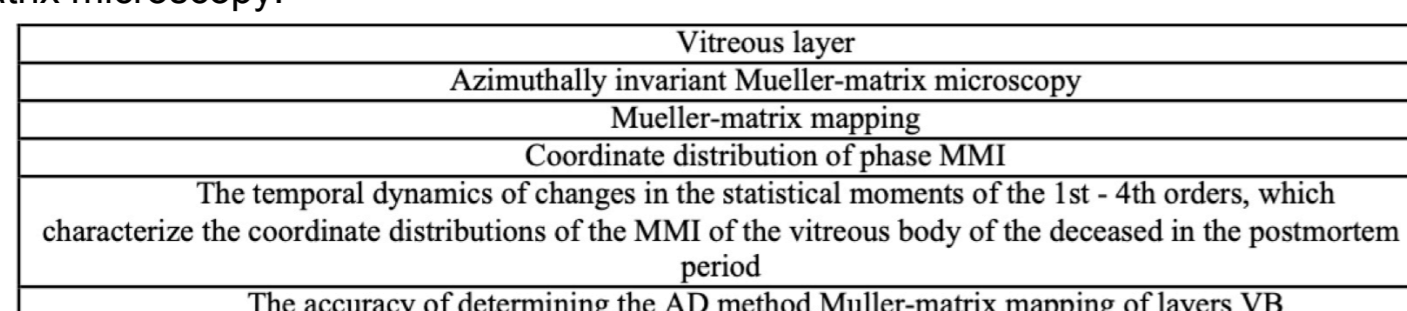 microscopy.
Vitreous layer
Azimuthally invariant Mueller-matrix microscopy
Mueller-matrix mapping
Coordinate distribution of phase MMI
The temporal dynamics of changes in the statistical moments of the 1st - 4th orders, which
characterize the coordinate distributions of the MMI of the vitreous body of the deceased in the postmortem
period
The accuracy of determining the AD method Muller-matrix mapping of layers VB